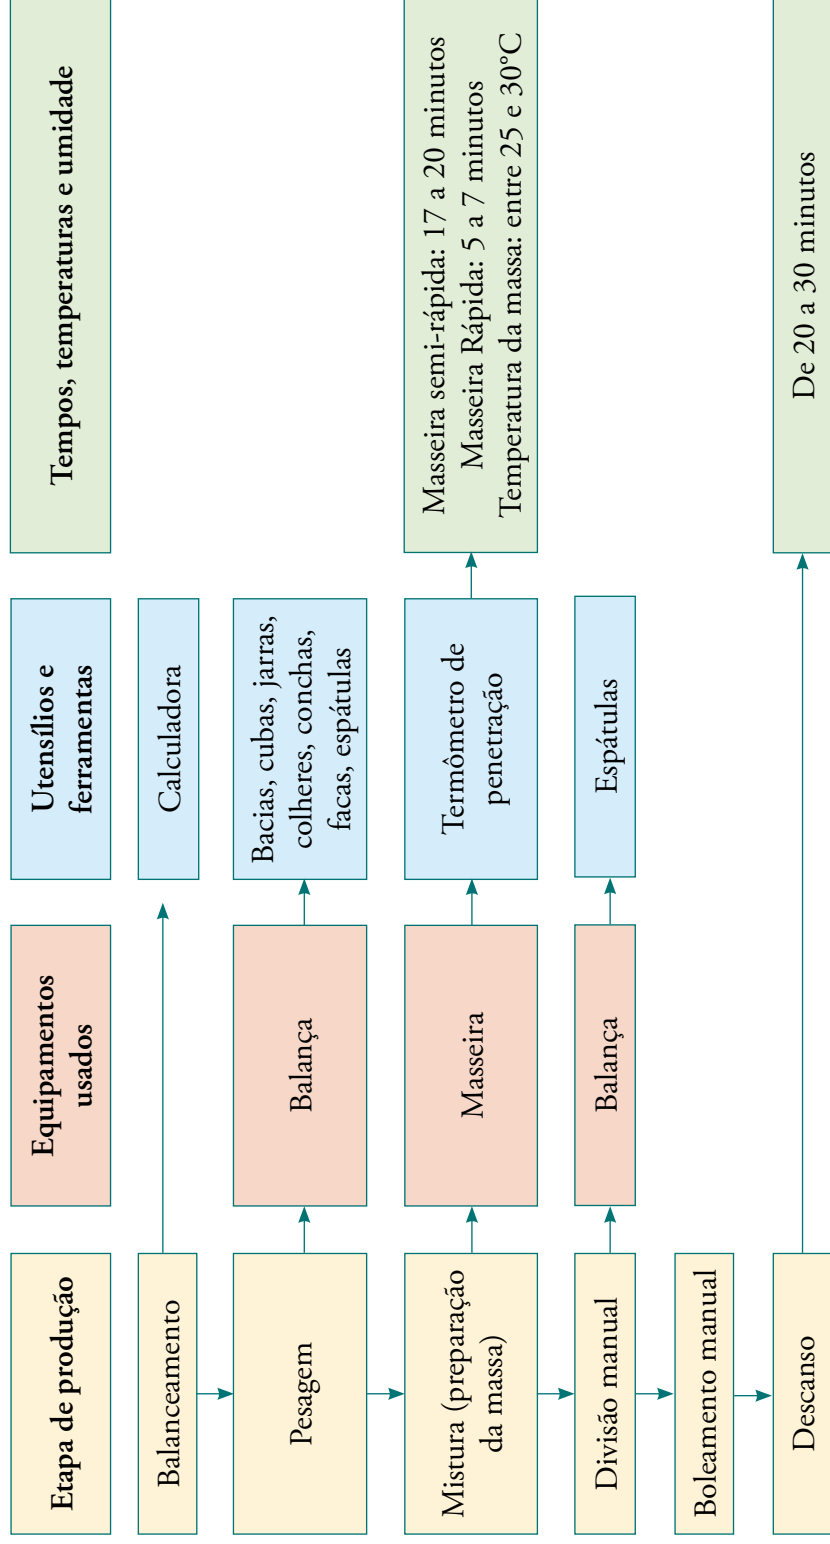 Etapa de produção
Equipamentos
usados
Utensílios e
ferramentas
Tempos, temperaturas e umidade
Balanceamento
Calculadora
Pesagem
Balança
Bacias, cubas, jarras,
colheres, conchas,
facas, espátulas
Mistura (preparação
da massa)
Masseira
Termômetro de
penetração
Masseira semi-rápida: 17 a 20 minutos
Masseira Rápida: 5 a 7 minutos
Temperatura da massa: entre 25 e 30°C
Divisão manual
Balança
Espátulas
Boleamento manual
Descanso
De 20 a 30 minutos